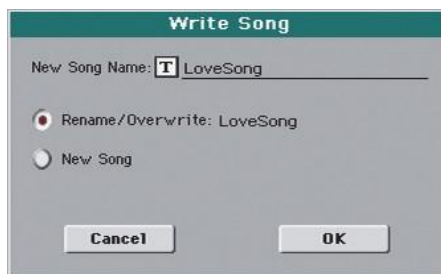 Write Song
New Song Name: T LoveSong
Rename/Overwrite: LoveSong
New Song
Cancel OK